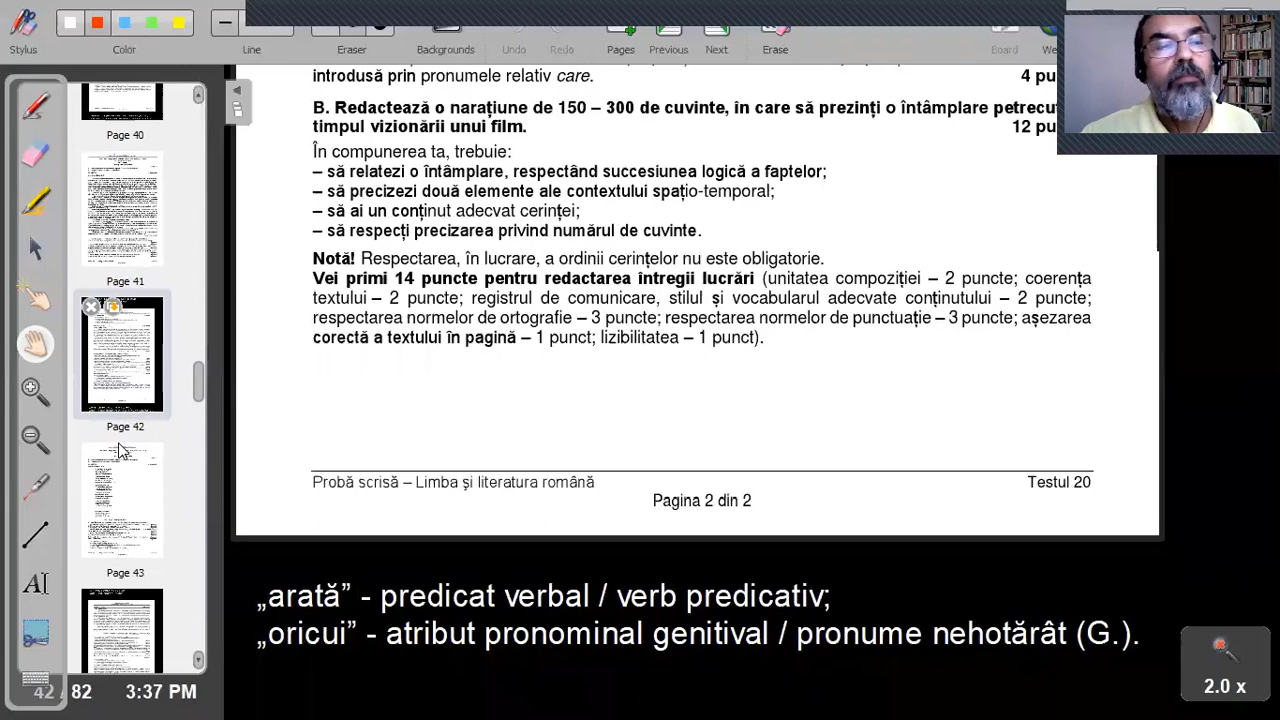 Stylus
Color
Line
Eraser
Backgrounds
Undo
Redo
Pages
Previous
Next
Erase
Board
We
Page 40
Page 41
Page 42
Page 43
42 / 82
3:37 PM
introdusă prin pronumele relativ care.
4 pu
B. Redactează o narațiune de 150 – 300 de cuvinte, în care să prezinți o întâmplare petrecut
timpul vizionării unui film.
12 pu
În compunerea ta, trebuie:
– să relatezi o întâmplare, respectând succesiunea logică a faptelor;
– să precizezi două elemente ale contextului spațio-temporal;
– să ai un conținut adecvat cerinței;
– să respecți precizarea privind numărul de cuvinte.
Notă! Respectarea, în lucrare, a ordinii cerințelor nu este obligatorie.
Vei primi 14 puncte pentru redactarea întregii lucrări (unitatea compoziției – 2 puncte; coerența
textului – 2 puncte; registrul de comunicare, stilul și vocabularul adecvate conținutului – 2 puncte;
respectarea normelor de ortografie – 3 puncte; respectarea normelor de punctuație – 3 puncte; așezarea
corectă a textului în pagină – 1 punct; lizibilitatea – 1 punct).
Probă scrisă – Limba și literatura română
Testul 20
Pagina 2 din 2
„arată” - predicat verbal / verb predicativ;
„oricui” - atribut pronominal genitival / ponume nehotărât (G.).
2.0 x